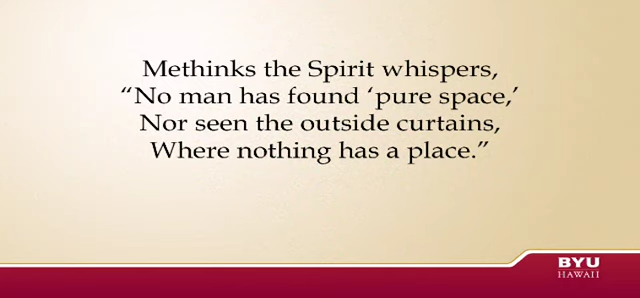 Methinks the Spirit whispers,
“No man has found ‘pure space,’
Nor seen the outside curtains,
Where nothing has a place.”
BYU
HAWAII